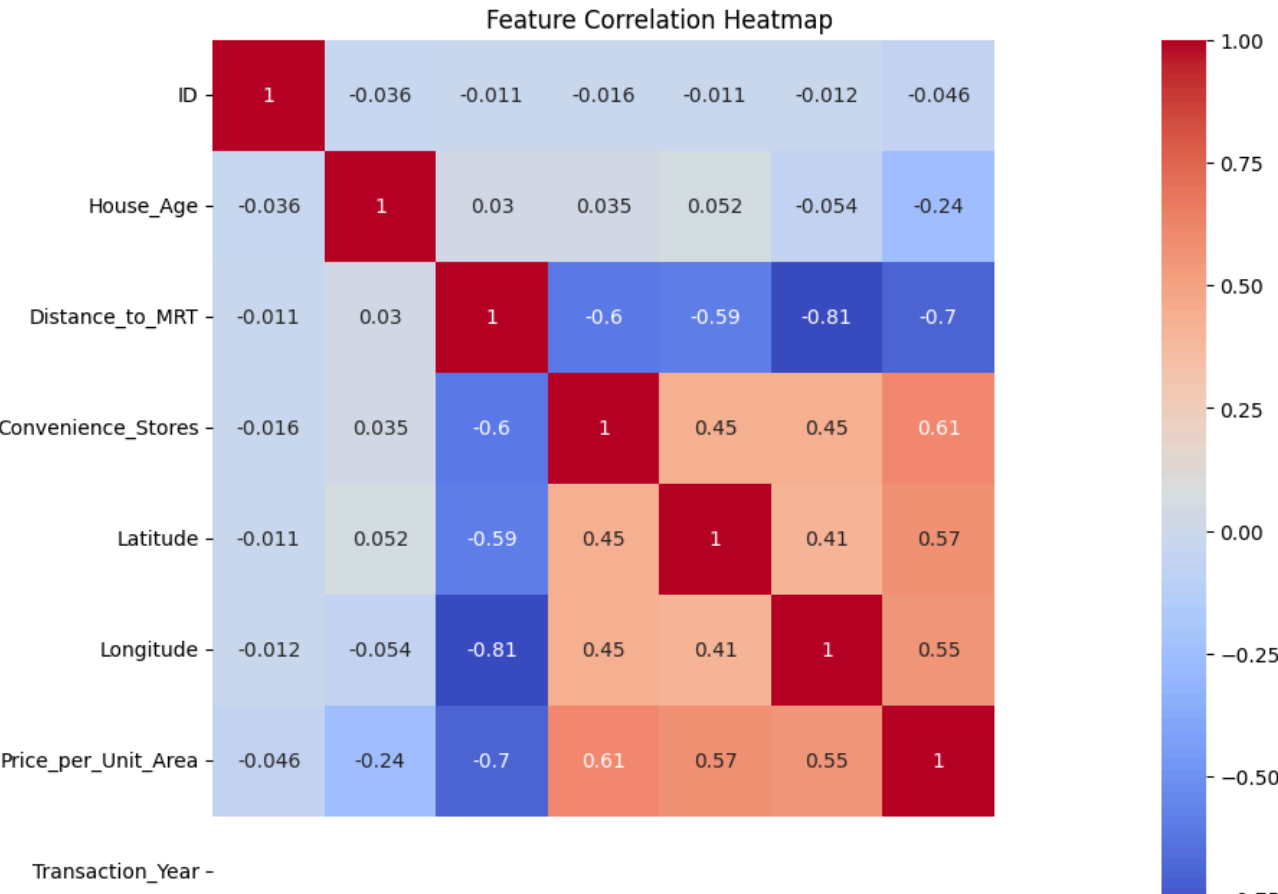 Feature Correlation Heatmap
ID 1 -0.036 -0.011 -0.016 -0.011 -0.012 -0.046
House_Age -0.036 1 0.03 0.035 0.052 -0.054 -0.24
Distance_to_MRT -0.011 0.03 1 -0.6 -0.59 -0.81 -0.7
Convenience_Stores -0.016 0.035 -0.6 1 0.45 0.45 0.61
Latitude -0.011 0.052 -0.59 0.45 1 0.41 0.57
Longitude -0.012 -0.054 -0.81 0.45 0.41 1 0.55
Price_per_Unit_Area -0.046 -0.24 -0.7 0.61 0.57 0.55 1
Transaction_Year
1.00
0.75
0.50
0.25
0.00
−0.25
−0.50